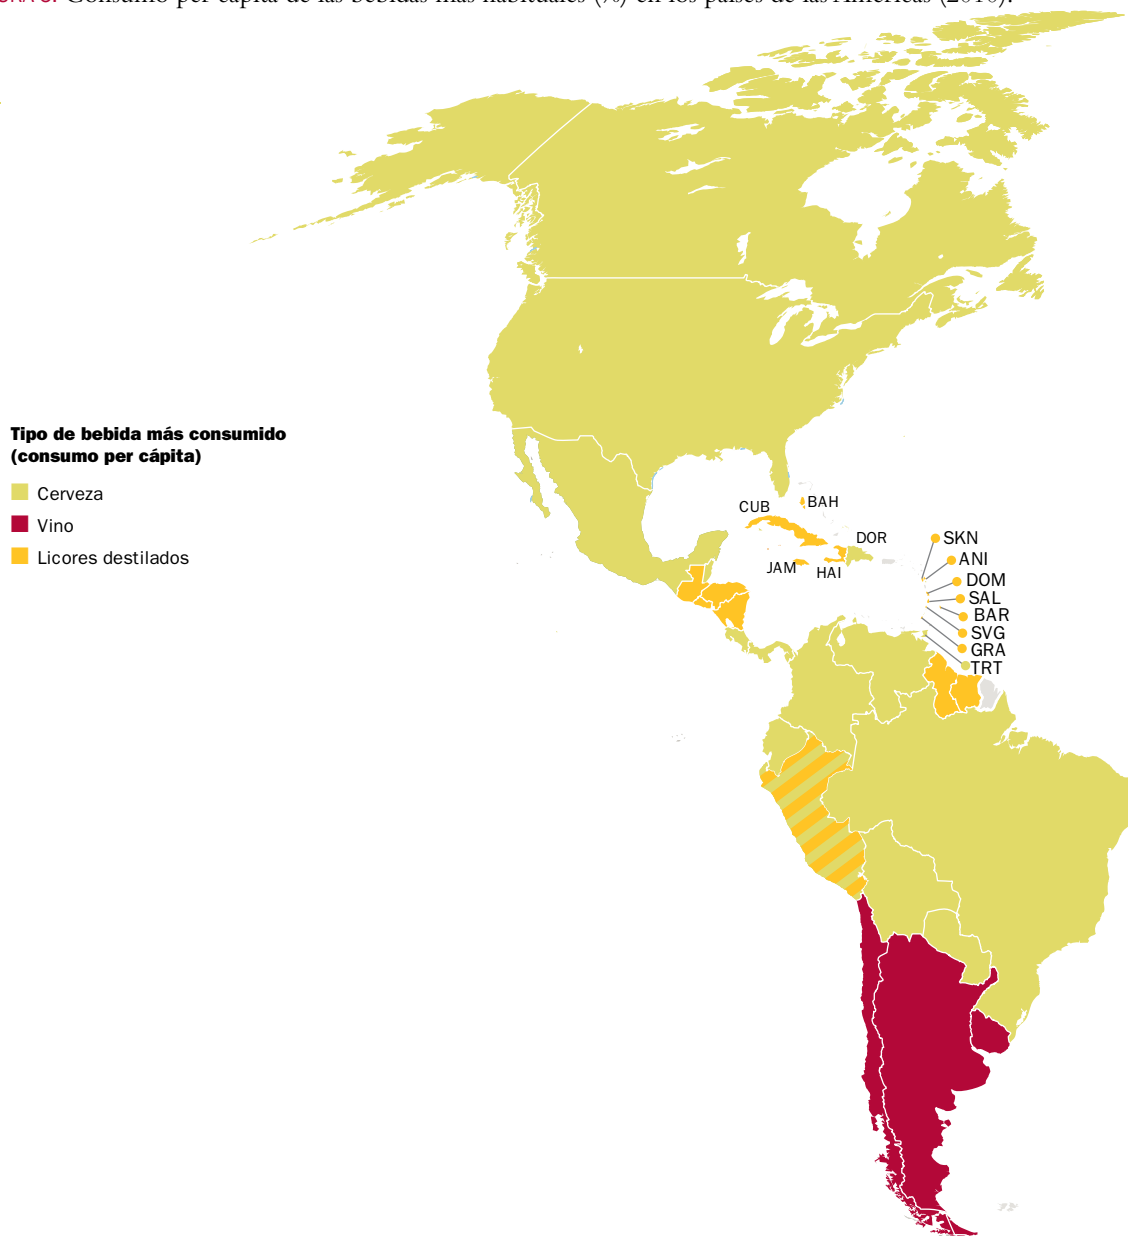 Consumo per cápita de las bebidas más habituales (%) en los países de las Américas (2010).
Tipo de bebida más consumido
(consumo per cápita)
Cerveza
Vino
Licores destilados
CUB
BAH
DOR
JAM
HAI
SKN
ANI
DOM
SAL
BAR
SVG
GRA
TRT